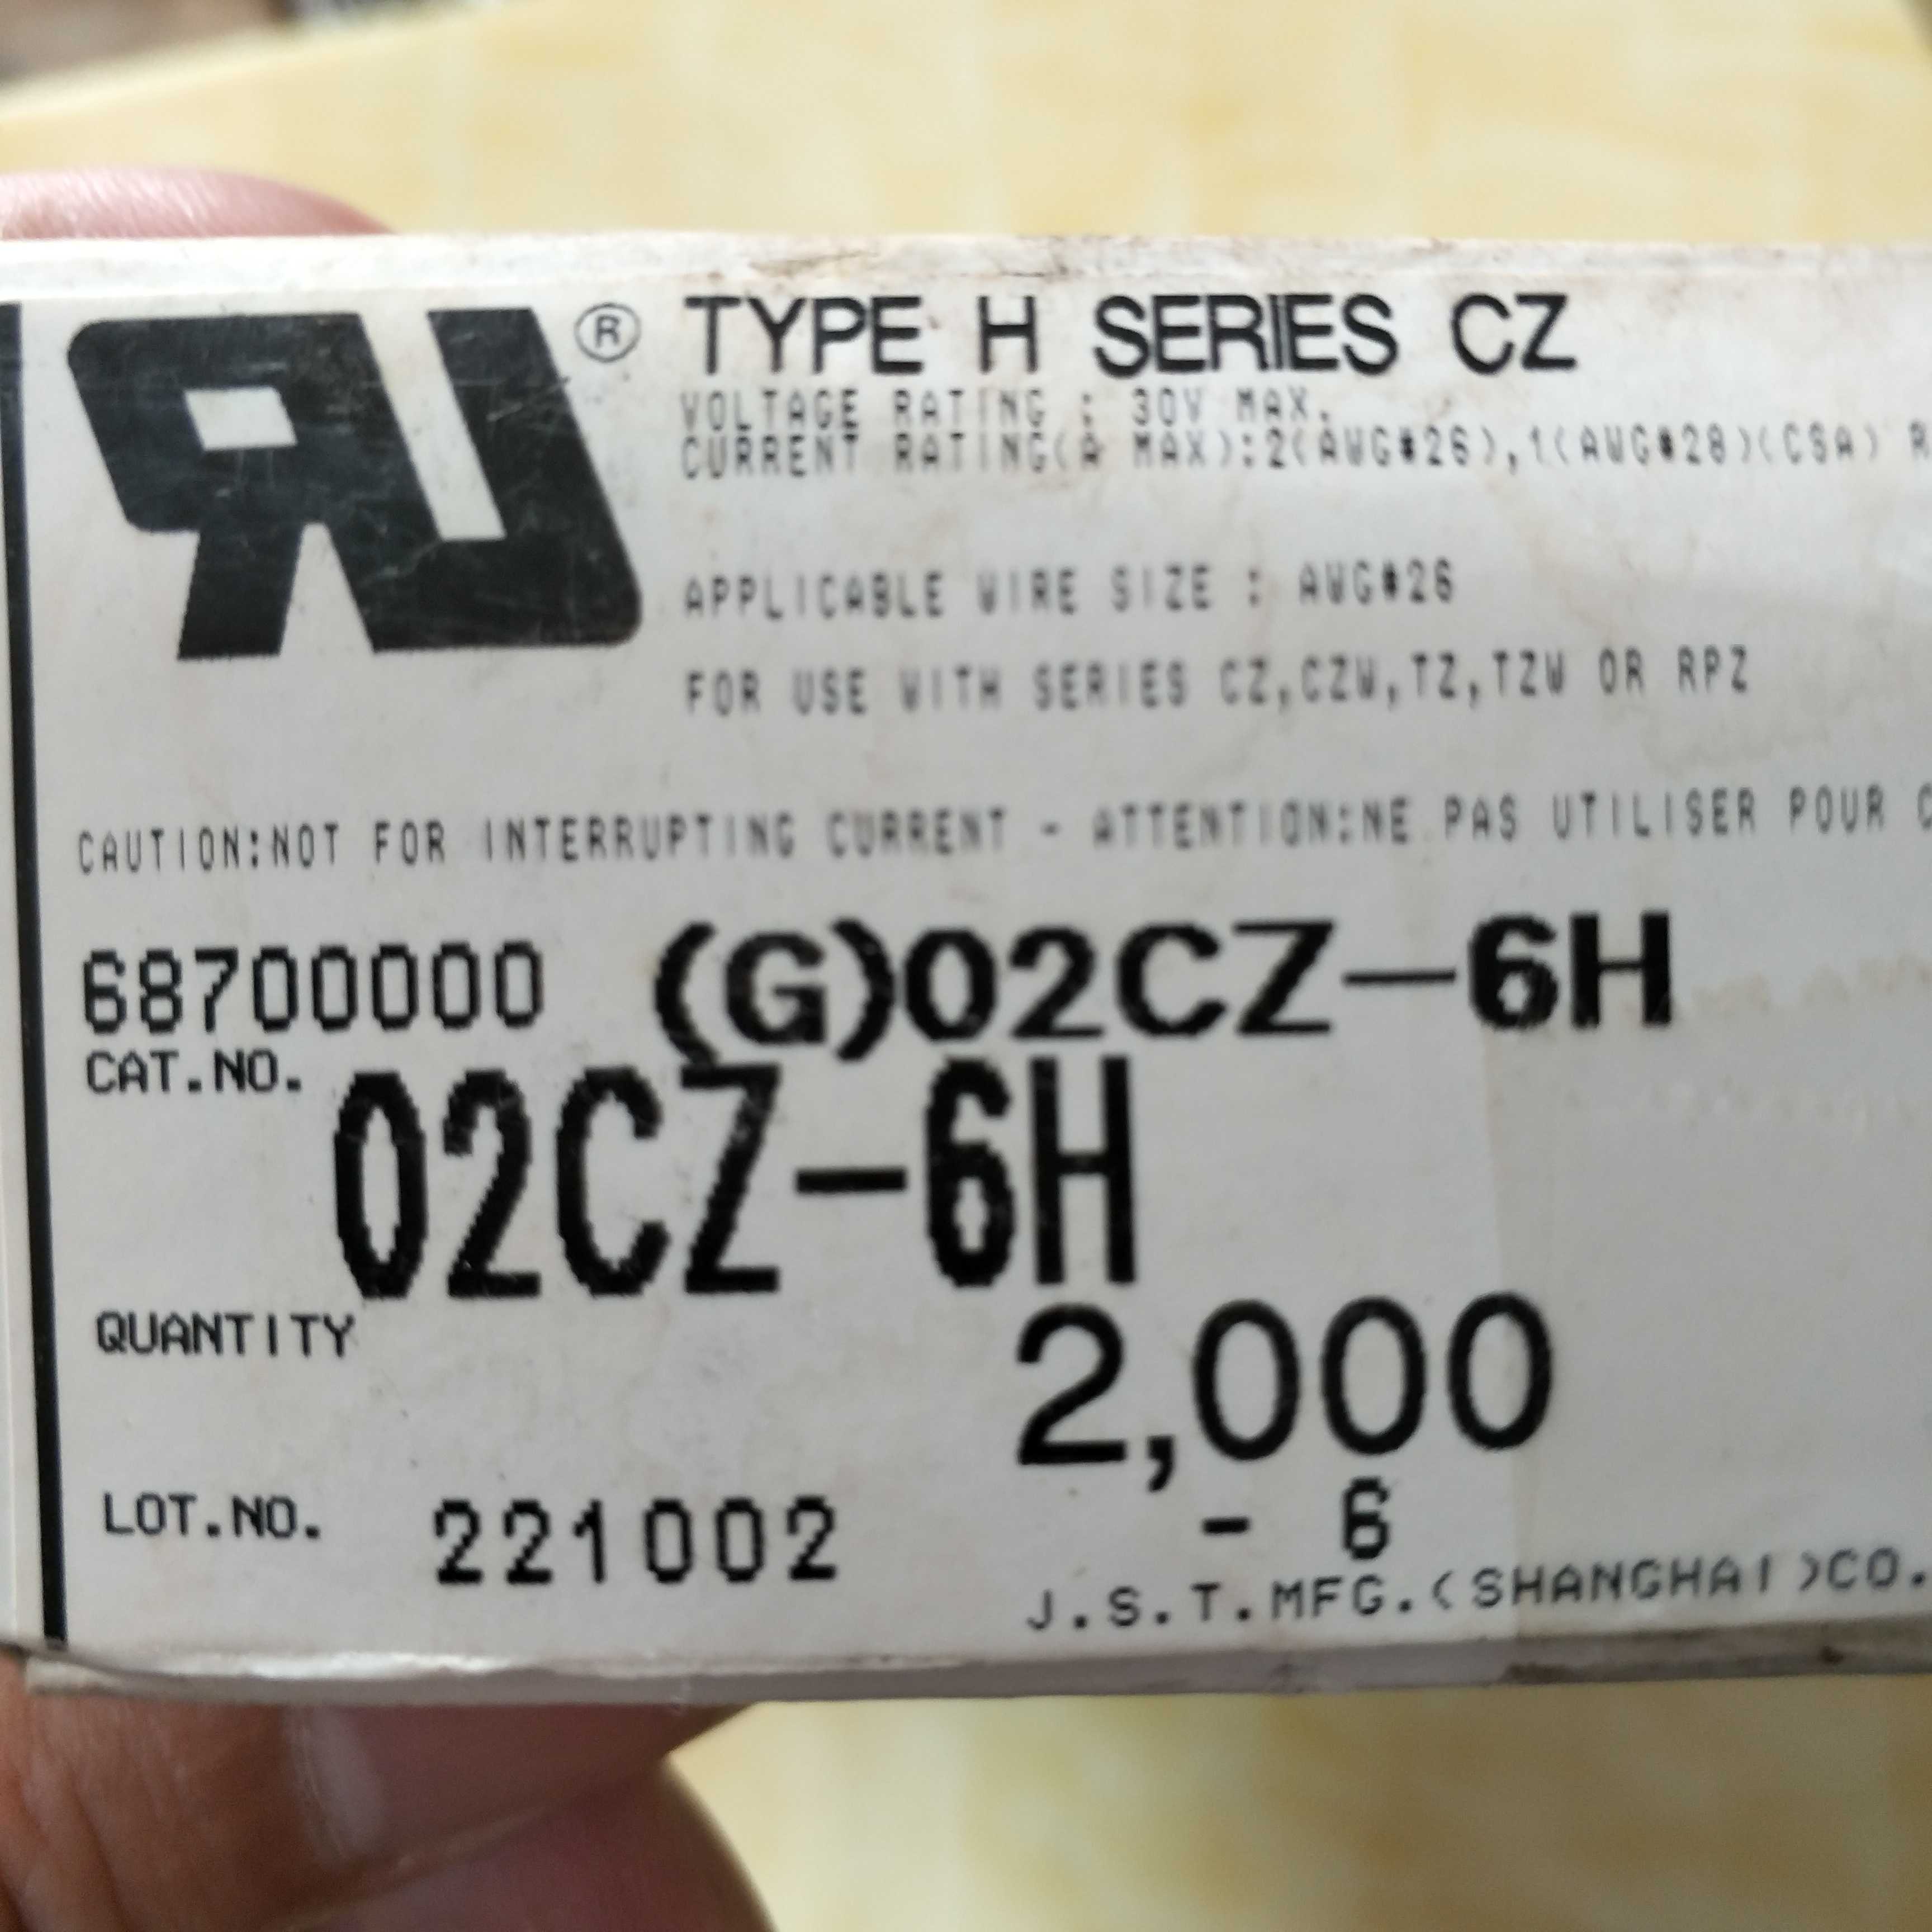 RU ® TYPE H SERIES CZ
VOLTAGE RATING : 30V MAX.
CURRENT RATING(A MAX):2(AWG#26),1(AWG#28)(CSA) R
APPLICABLE WIRE SIZE : AWG#26
FOR USE WITH SERIES CZ,CZW,TZ,TZW OR RPZ
CAUTION:NOT FOR INTERRUPTING CURRENT - ATTENTION:NE PAS UTILISER POUR C
68700000 (G)02CZ-6H
CAT.NO. 02CZ-6H
QUANTITY 2,000
LOT.NO. 221002 - 6
J.S.T.MFG.(SHANGHAI)CO.